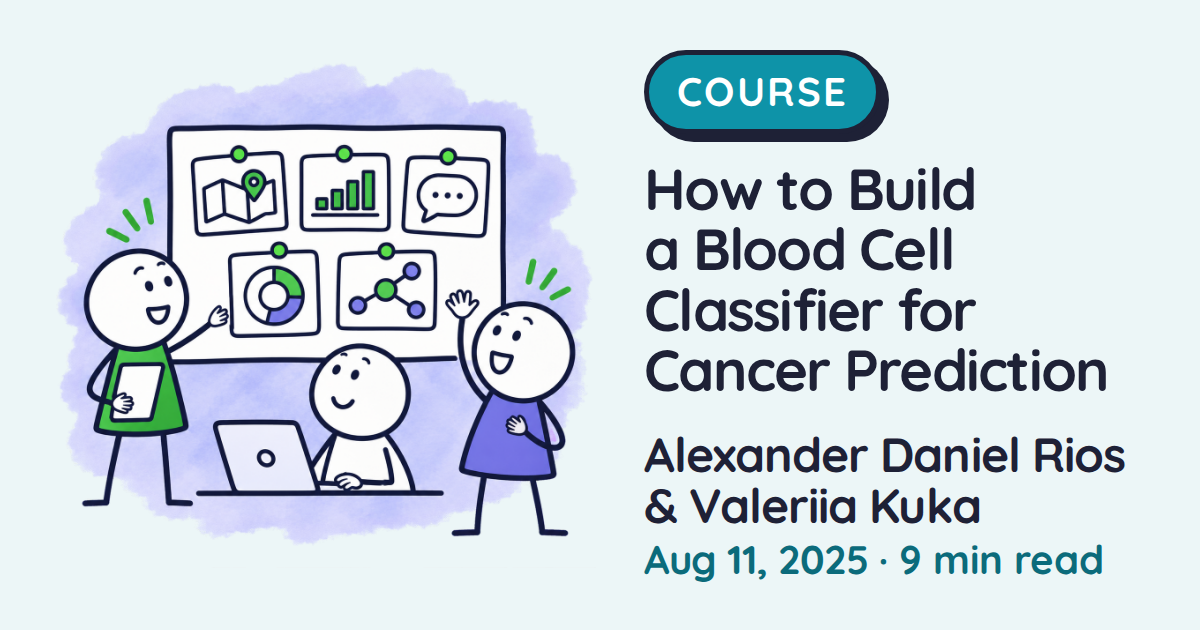 COURSE
How to Build
a Blood Cell
Classifier for
Cancer Prediction
Alexander Daniel Rios
& Valeriia Kuka
Aug 11, 2025 · 9 min read